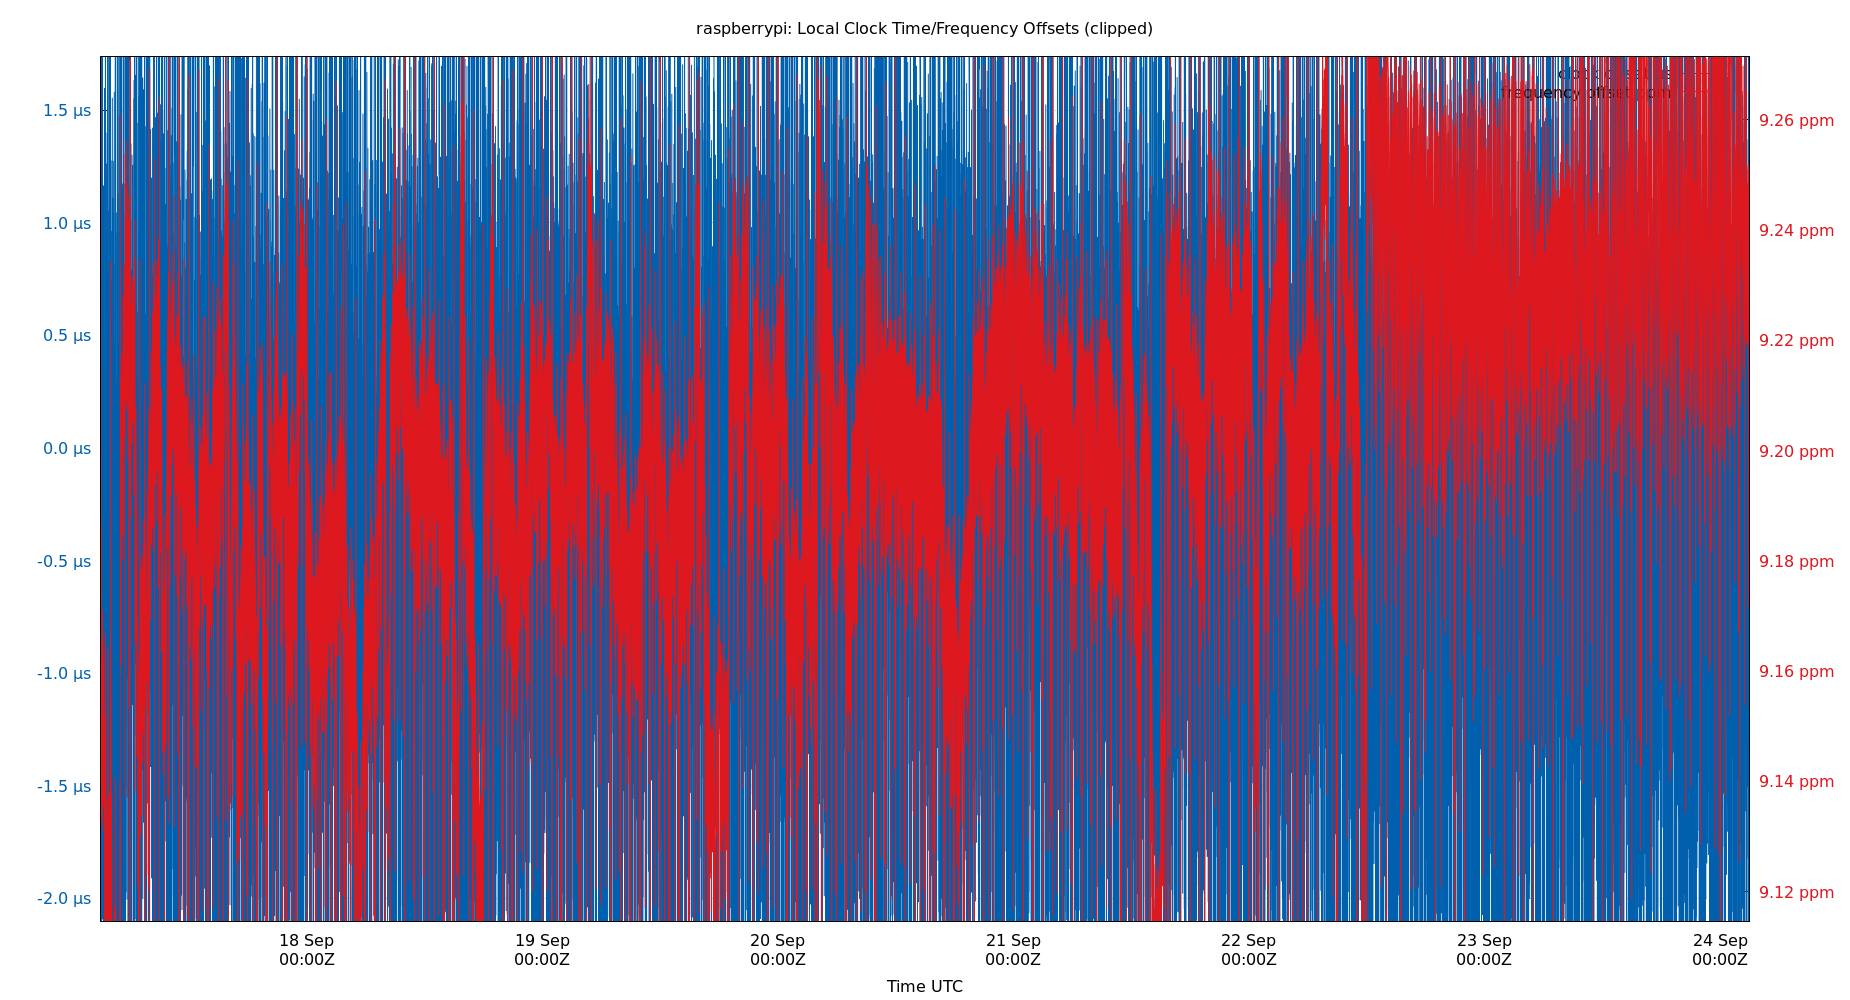 raspberrypi: Local Clock Time/Frequency Offsets (clipped)
frequency offset ppm
1.5 µs
1.0 µs
0.5 µs
0.0 µs
-0.5 µs
-1.0 µs
-1.5 µs
-2.0 µs
9.26 ppm
9.24 ppm
9.22 ppm
9.20 ppm
9.18 ppm
9.16 ppm
9.14 ppm
9.12 ppm
18 Sep 19 Sep 20 Sep 21 Sep 22 Sep 23 Sep 24 Sep
00:00Z 00:00Z 00:00Z 00:00Z 00:00Z 00:00Z 00:00Z
Time UTC